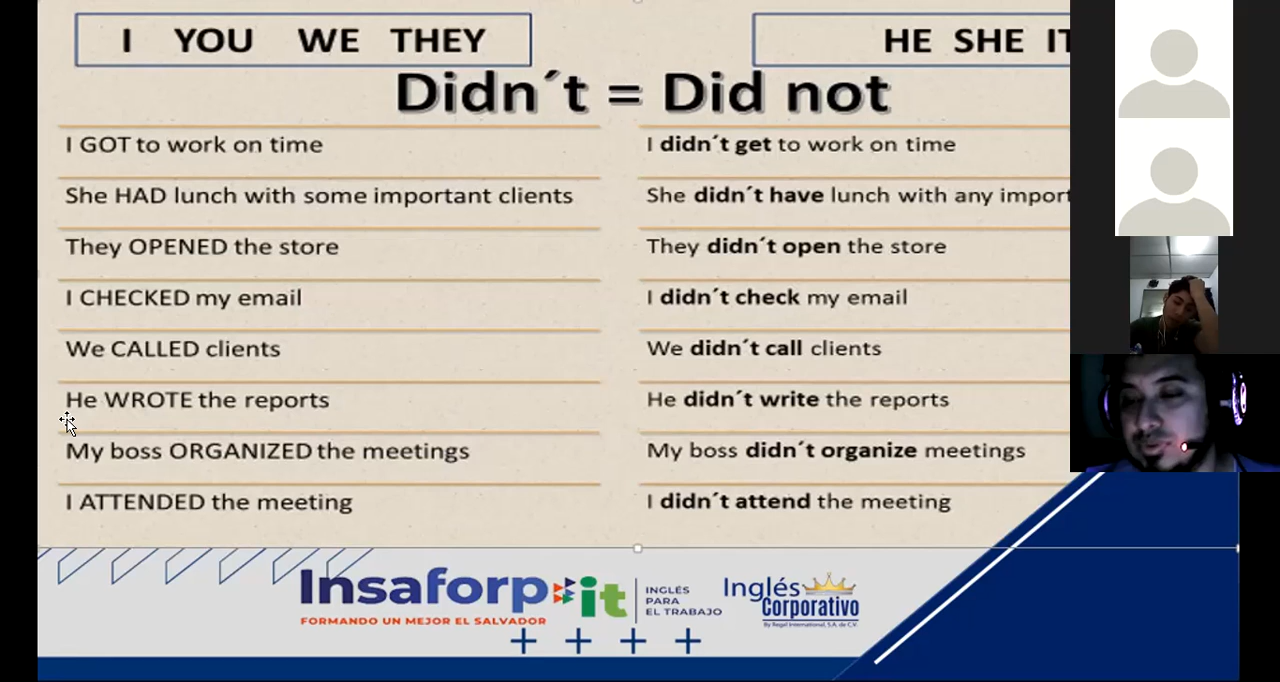 I YOU WE THEY
HE SHE IT
Didn´t = Did not
I GOT to work on time
I didn´t get to work on time
She HAD lunch with some important clients
She didn´t have lunch with any import
They OPENED the store
They didn´t open the store
I CHECKED my email
I didn´t check my email
We CALLED clients
We didn´t call clients
He WROTE the reports
He didn´t write the reports
My boss ORGANIZED the meetings
My boss didn´t organize meetings
I ATTENDED the meeting
I didn´t attend the meeting
Insaforp
FORMANDO UN MEJOR EL SALVADOR
it
INGLÉS
PARA
EL TRABAJO
Inglés
Corporativo
By Regal International, S.A. de C.V.